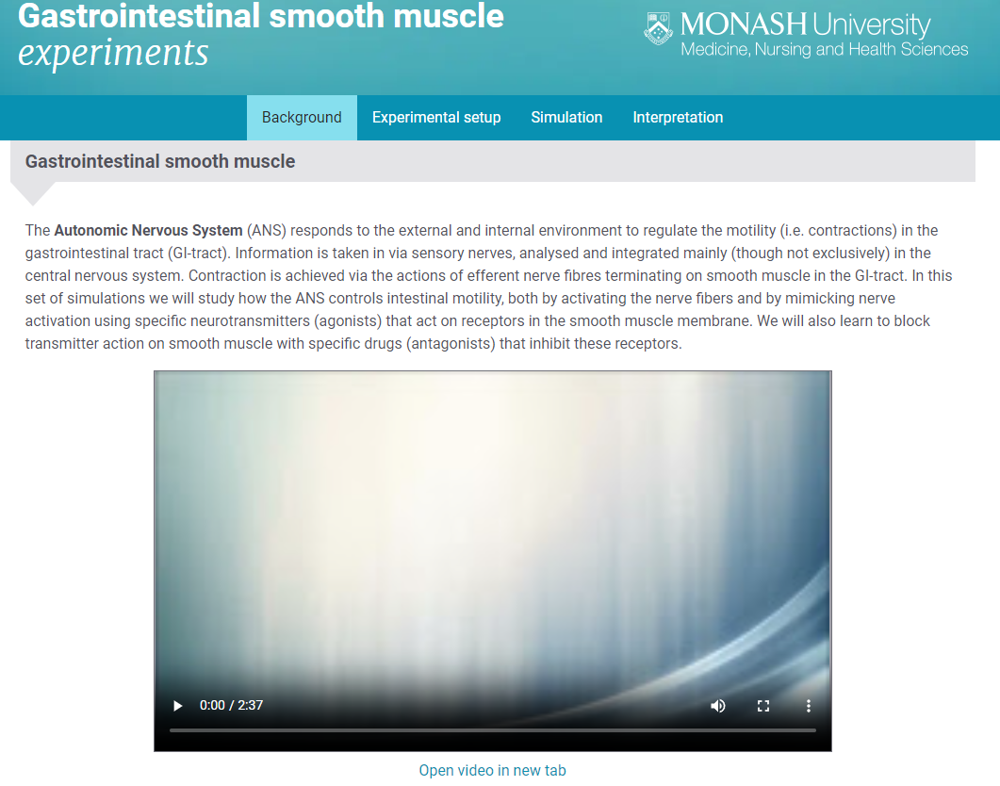 Gastrointestinal smooth muscle
experiments
MONASH University
Medicine, Nursing and Health Sciences
Background Experimental setup Simulation Interpretation
Gastrointestinal smooth muscle
The Autonomic Nervous System (ANS) responds to the external and internal environment to regulate the motility (i.e. contractions) in the
gastrointestinal tract (GI-tract). Information is taken in via sensory nerves, analysed and integrated mainly (though not exclusively) in the
central nervous system. Contraction is achieved via the actions of efferent nerve fibres terminating on smooth muscle in the GI-tract. In this
set of simulations we will study how the ANS controls intestinal motility, both by activating the nerve fibers and by mimicking nerve
activation using specific neurotransmitters (agonists) that act on receptors in the smooth muscle membrane. We will also learn to block
transmitter action on smooth muscle with specific drugs (antagonists) that inhibit these receptors.
0:00 / 2:37
Open video in new tab